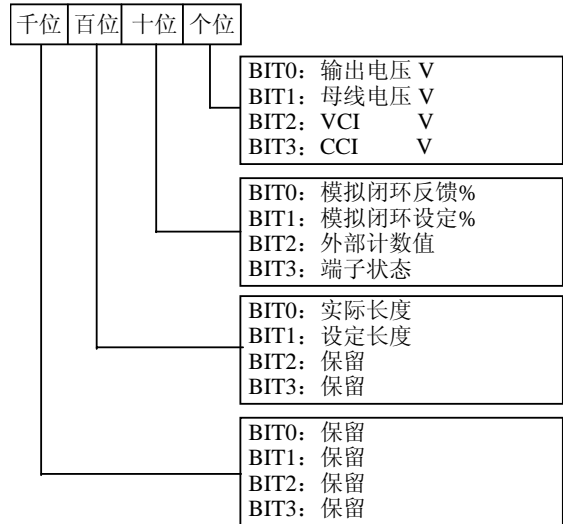 千位 百位 十位 个位
BIT0：输出电压 V
BIT1：母线电压 V
BIT2：VCI V
BIT3：CCI V
BIT0：模拟闭环反馈%
BIT1：模拟闭环设定%
BIT2：外部计数值
BIT3：端子状态
BIT0：实际长度
BIT1：设定长度
BIT2：保留
BIT3：保留
BIT0：保留
BIT1：保留
BIT2：保留
BIT3：保留